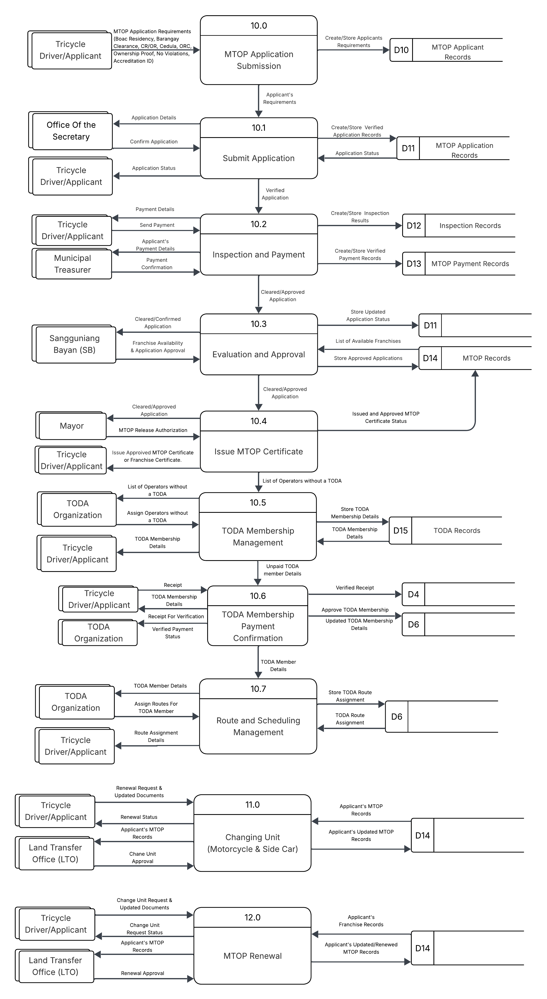 10.0
Tricycle
Driver/Applicant
MTOP Application Requirements
(Boac Residency, Barangay
Clearance, CR/OR, Cedula, ORC,
Ownership Proof, No Violations,
Accreditation ID)
MTOP Application
Submission
Create/Store Applicants
Requirements
D10
MTOP Applicant
Records
Applicant's
Requirements
Office Of the
Secretary
Application Details
Confirm Application
10.1
Submit Application
Create/Store Verified
Application Records
Application Status
D11
MTOP Application
Records
Tricycle
Driver/Applicant
Application Status
Verified
Application
Tricycle
Driver/Applicant
Payment Details
Send Payment
Municipal
Treasurer
Applicant's
Payment Details
Payment
Confirmation
10.2
Inspection and Payment
Create/Store Inspection
Results
D12
Inspection Records
Create/Store Verified
Payment Records
D13
MTOP Payment Records
Cleared/Approved
Application
Sangguniang
Bayan (SB)
Cleared/Confirmed
Application
Franchise Availability
& Application Approval
10.3
Evaluation and Approval
Store Updated
Application Status
D11
List of Available Franchises
Store Approved Applications
D14
MTOP Records
Cleared/Approved
Application
Mayor
Cleared/Approved
Application
MTOP Release Authorization
10.4
Issue MTOP Certificate
Issued and Approved MTOP
Certificate Status
Tricycle
Driver/Applicant
Issue Approived MTOP Certificate
or Franchise Certificate.
List of Operators without a TODA
TODA
Organization
List of Operators without
a TODA
Assign Operators without
a TODA
10.5
TODA Membership
Management
Store TODA
Membership Details
TODA Membership
Details
D15
TODA Records
Tricycle
Driver/Applicant
TODA Membership
Details
Unpaid TODA
member Details
Tricycle
Driver/Applicant
Receipt
TODA Membership
Details
TODA
Organization
Receipt For Verification
Verified Payment
Status
10.6
TODA Membership
Payment
Confirmation
Verified Receipt
D4
Approve TODA Membership
Updated TODA Membership
Details
D6
TODA Member
Details
TODA
Organization
TODA Member Details
Assign Routes For
TODA Member
10.7
Route and Scheduling
Management
Store TODA Route
Assignment
TODA Route
Assignment
D6
Tricycle
Driver/Applicant
Route Assignment
Details
Tricycle
Driver/Applicant
Renewal Request &
Updated Documents
Renewal Status
Land Transfer
Office (LTO)
Applicant's MTOP
Records
Chane Unit
Approval
11.0
Changing Unit
(Motorcycle & Side Car)
Applicant's MTOP
Records
Applicant's Updated MTOP
Records
D14
Tricycle
Driver/Applicant
Change Unit Request &
Updated Documents
Change Unit
Request Status
Land Transfer
Office (LTO)
Applicant's MTOP
Records
Renewal Approval
12.0
MTOP Renewal
Applicant's
Franchise Records
Applicant's Updated/Renewed
MTOP Records
D14